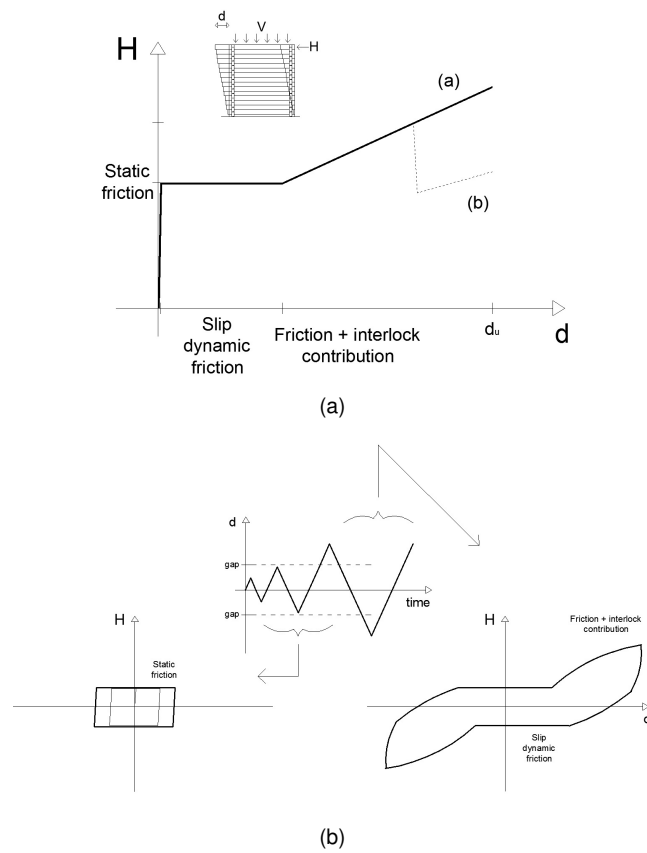 d
V
H
H
(a)
Static
friction
(b)
Slip
dynamic
friction
Friction + interlock
contribution
du
d
(a)
d
gap
gap
time
H
Static
friction
H
Friction + interlock
contribution
d
Slip
dynamic
friction
(b)